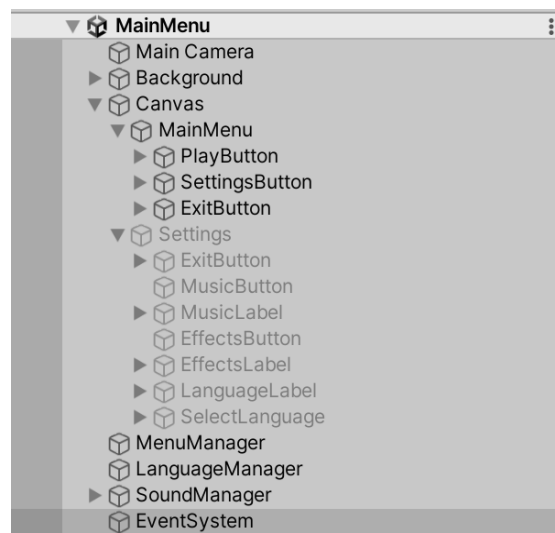 MainMenu
Main Camera
Background
Canvas
MainMenu
PlayButton
SettingsButton
ExitButton
Settings
ExitButton
MusicButton
MusicLabel
EffectsButton
EffectsLabel
LanguageLabel
SelectLanguage
MenuManager
LanguageManager
SoundManager
EventSystem